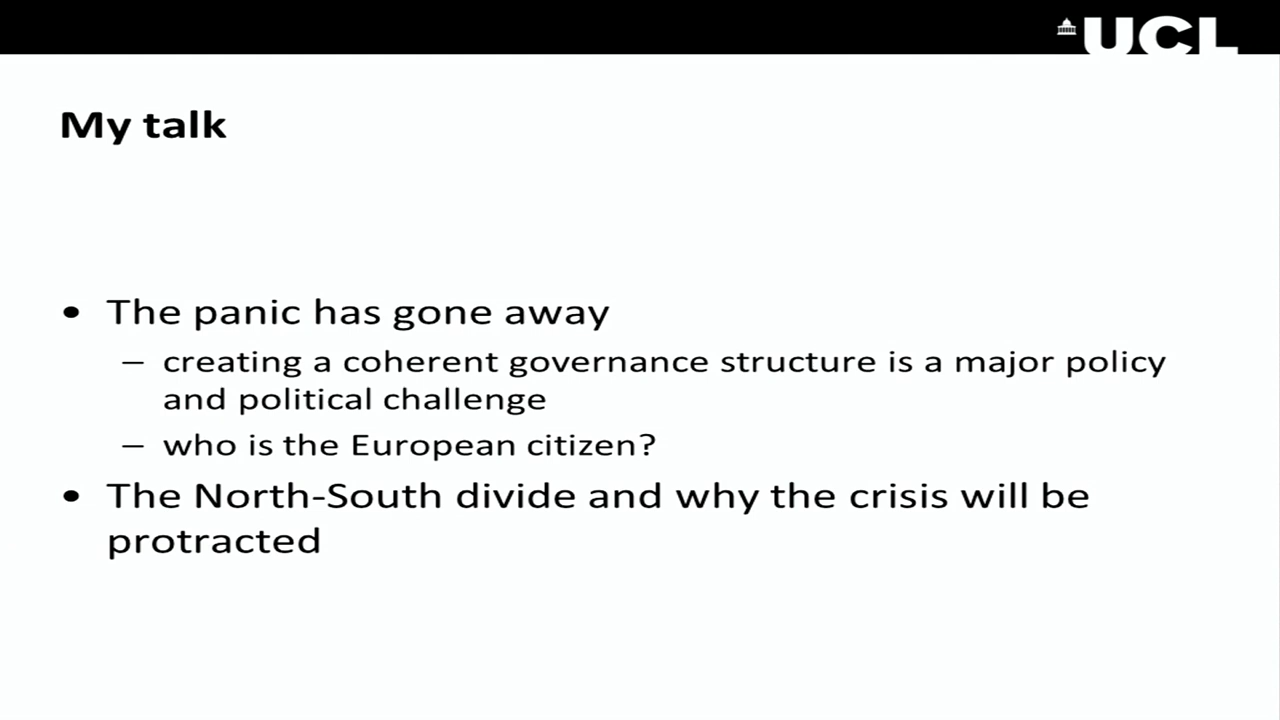 UCL
My talk
• The panic has gone away
– creating a coherent governance structure is a major policy
and political challenge
– who is the European citizen?
• The North-South divide and why the crisis will be
protracted